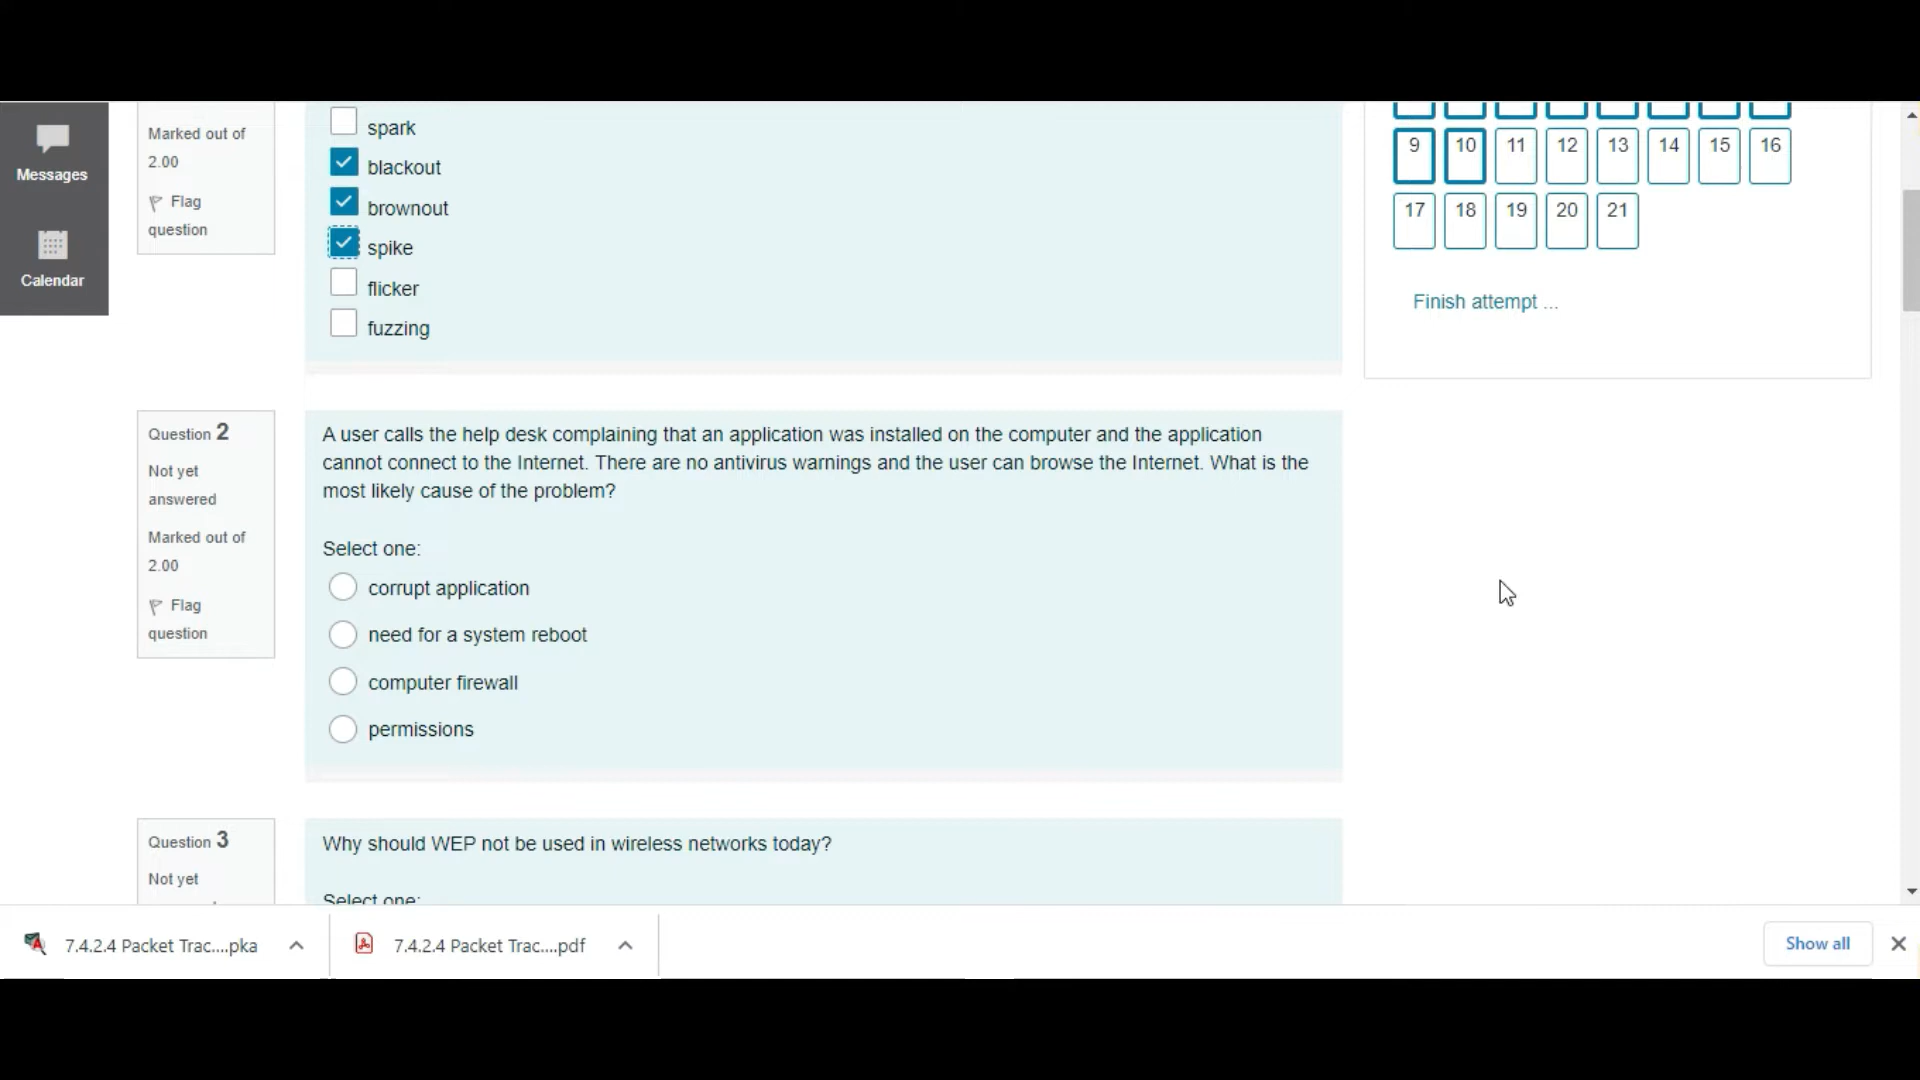 Messages
Calendar
Marked out of
2.00
Flag
question
spark
blackout
brownout
spike
flicker
fuzzing
9 10 11 12 13 14 15 16
17 18 19 20 21
Finish attempt ...
Question 2
Not yet
answered
Marked out of
2.00
Flag
question
A user calls the help desk complaining that an application was installed on the computer and the application
cannot connect to the Internet. There are no antivirus warnings and the user can browse the Internet. What is the
most likely cause of the problem?
Select one:
corrupt application
need for a system reboot
computer firewall
permissions
Question 3
Not yet
Why should WEP not be used in wireless networks today?
Select one:
7.4.2.4 Packet Trac....pka
7.4.2.4 Packet Trac....pdf
Show all